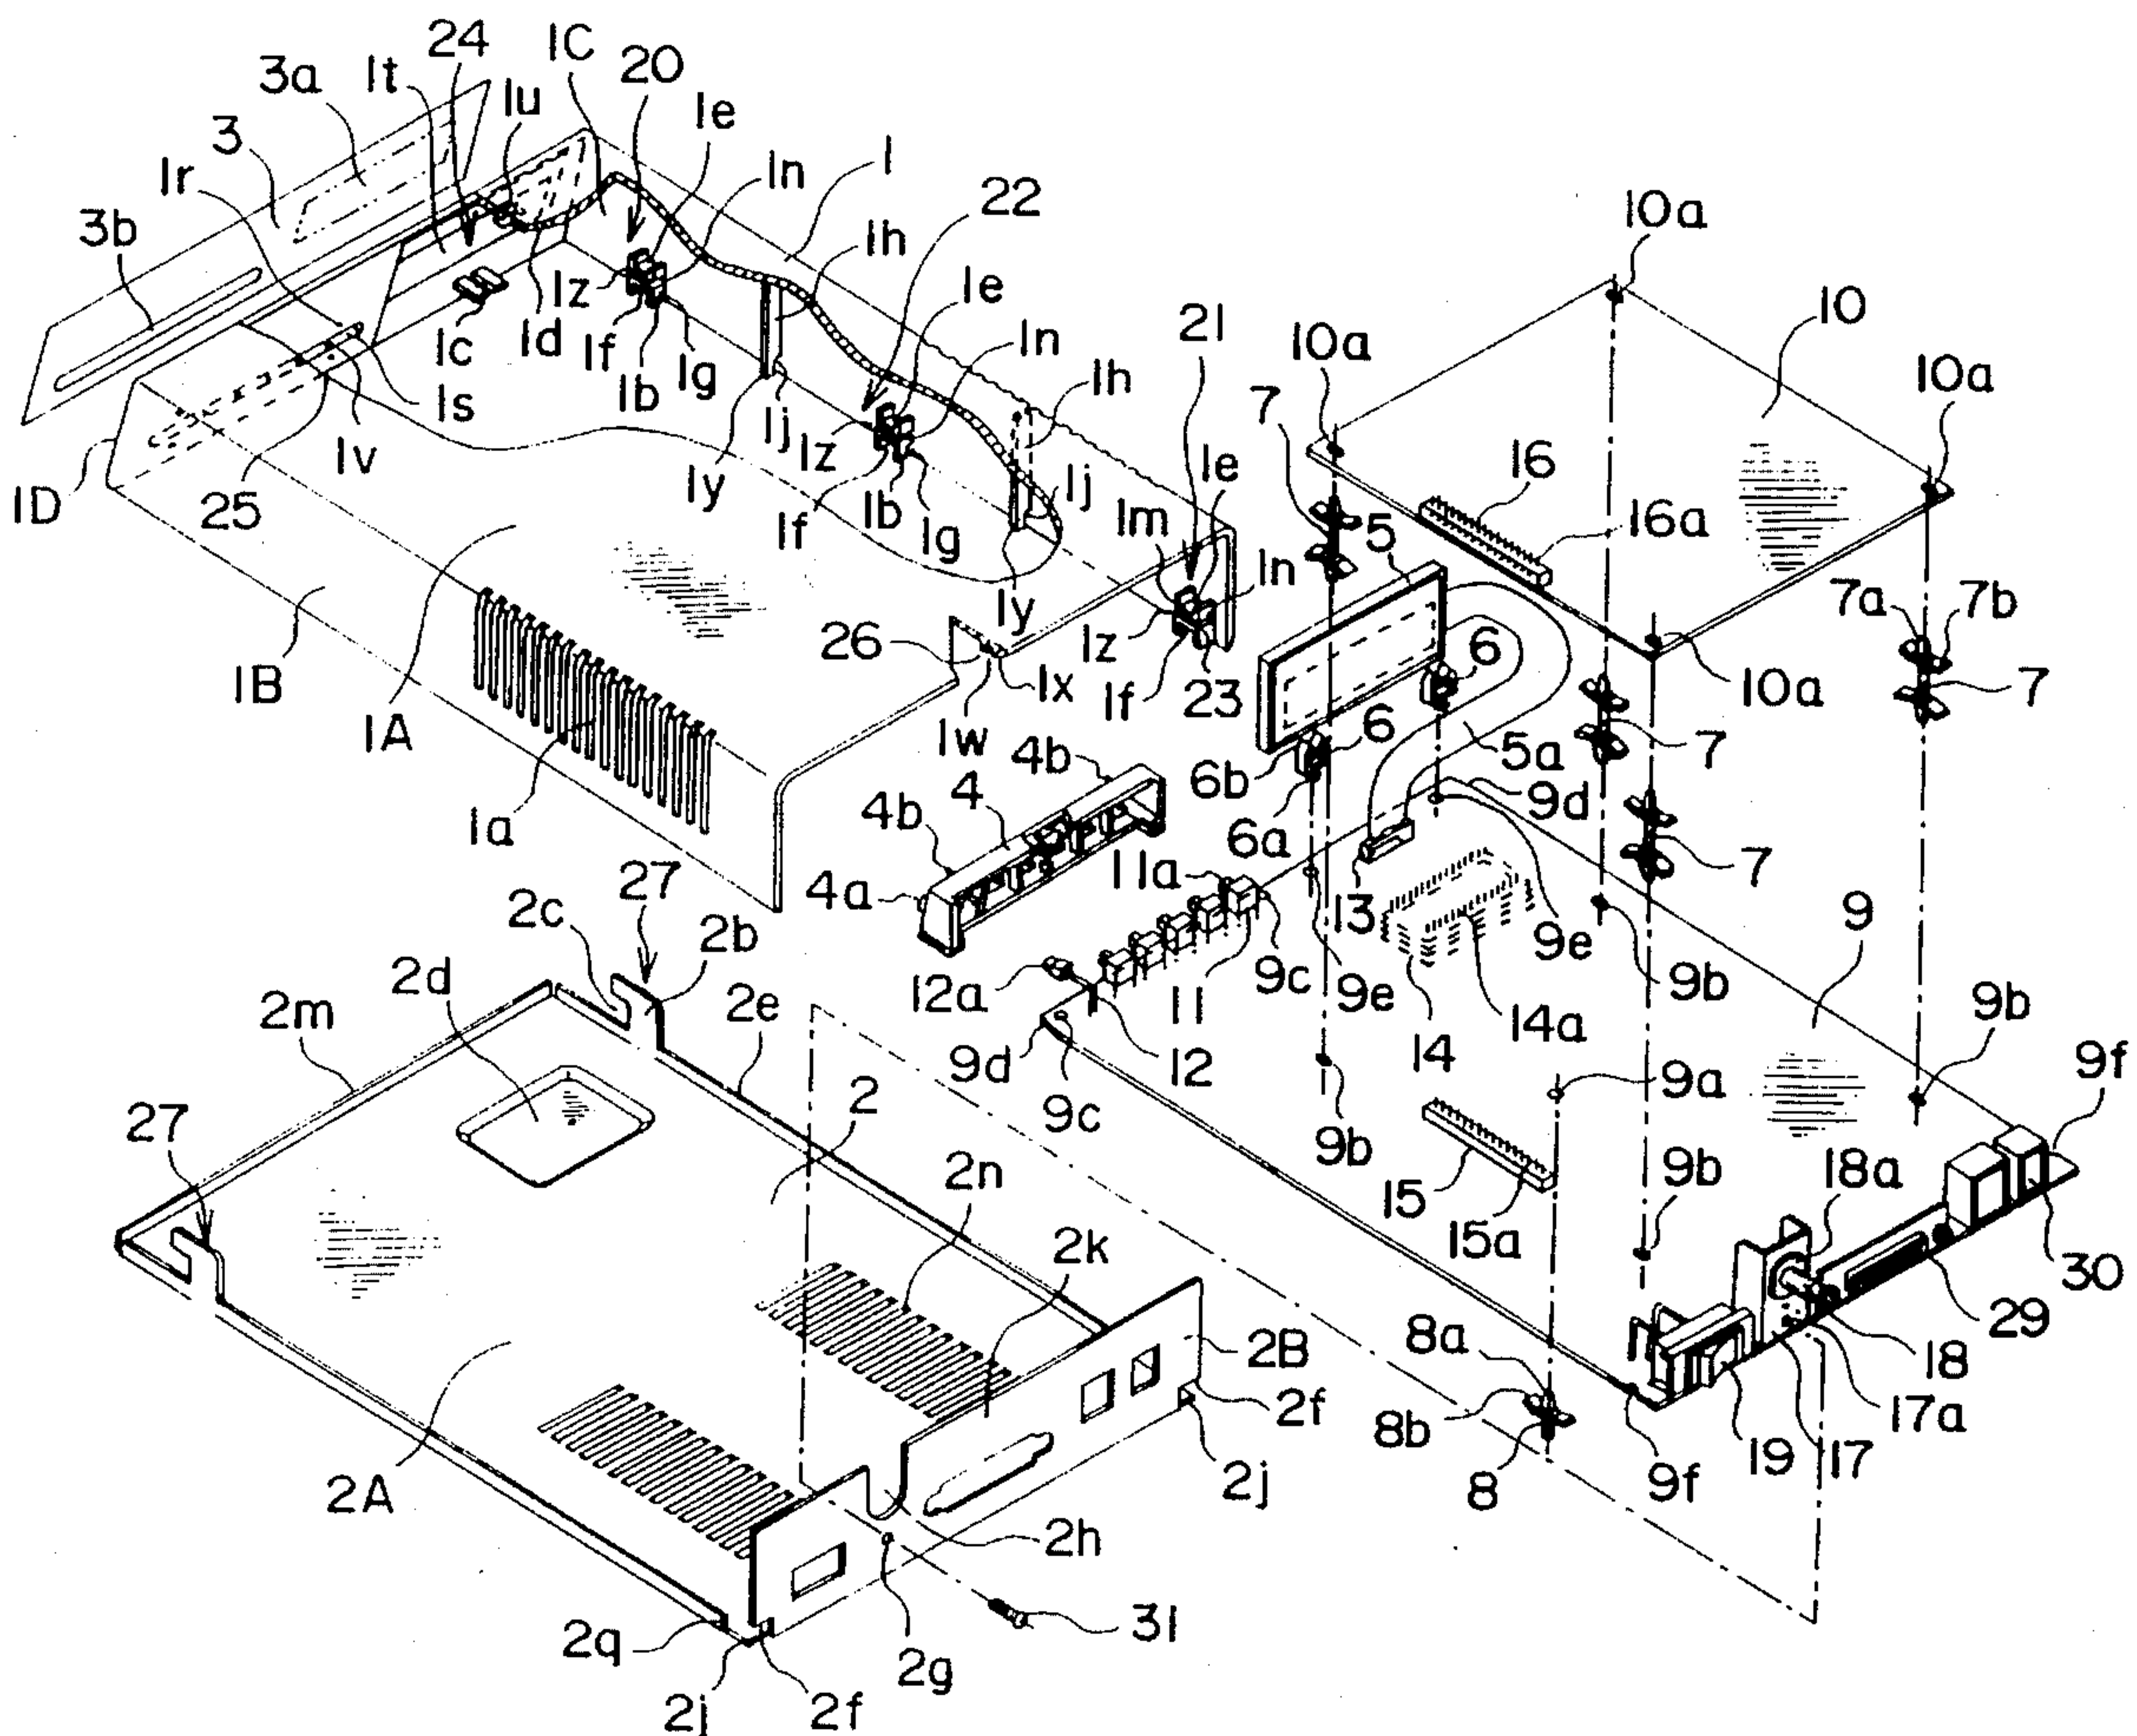 24
1C
3a
1t
20
1u
1e
3
1
1r
1n
22
10a
3b
1h
1z
1e
10
21
1c
1d
1f
1n
10a
10a
1b
1g
1h
7
1s
1j
1z
1v
1y
1e
16
1D
25
1j
1m
5
16a
1f
1b
1g
1n
1y
7a
7b
26
1z
6
1B
1x
1f
23
10a
7
1A
1w
6
7
4b
5a
4
6b
9d
1a
4b
6a
7
27
11a
2c
4a
13
9
2b
9e
2d
12a
9c
9b
2m
2e
11
9e
14a
9b
9d
12
14
9f
2
9a
27
9c
9b
2n
9b
18a
15
2k
15a
30
29
2B
8a
18
2f
8b
17a
2A
19
17
2j
8
9f
2h
31
2q
2g
2j
2f